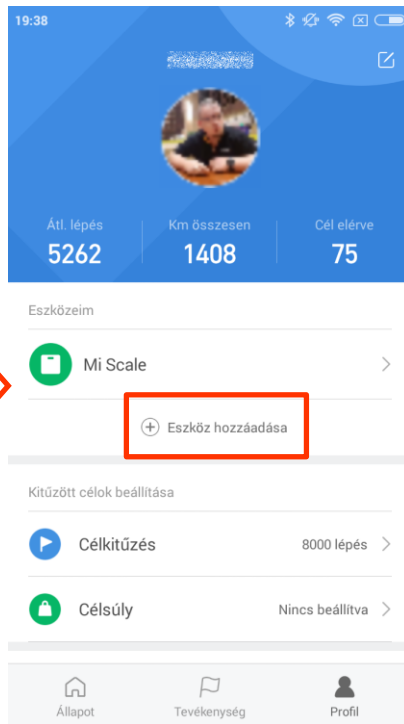 19:38
Átl. lépés Km összesen Cél elérve
5262 1408 75
Eszközeim
Mi Scale
Eszköz hozzáadása
Kitűzött célok beállítása
Célkitűzés 8000 lépés
Célsúly Nincs beállítva
Állapot Tevékenység Profil